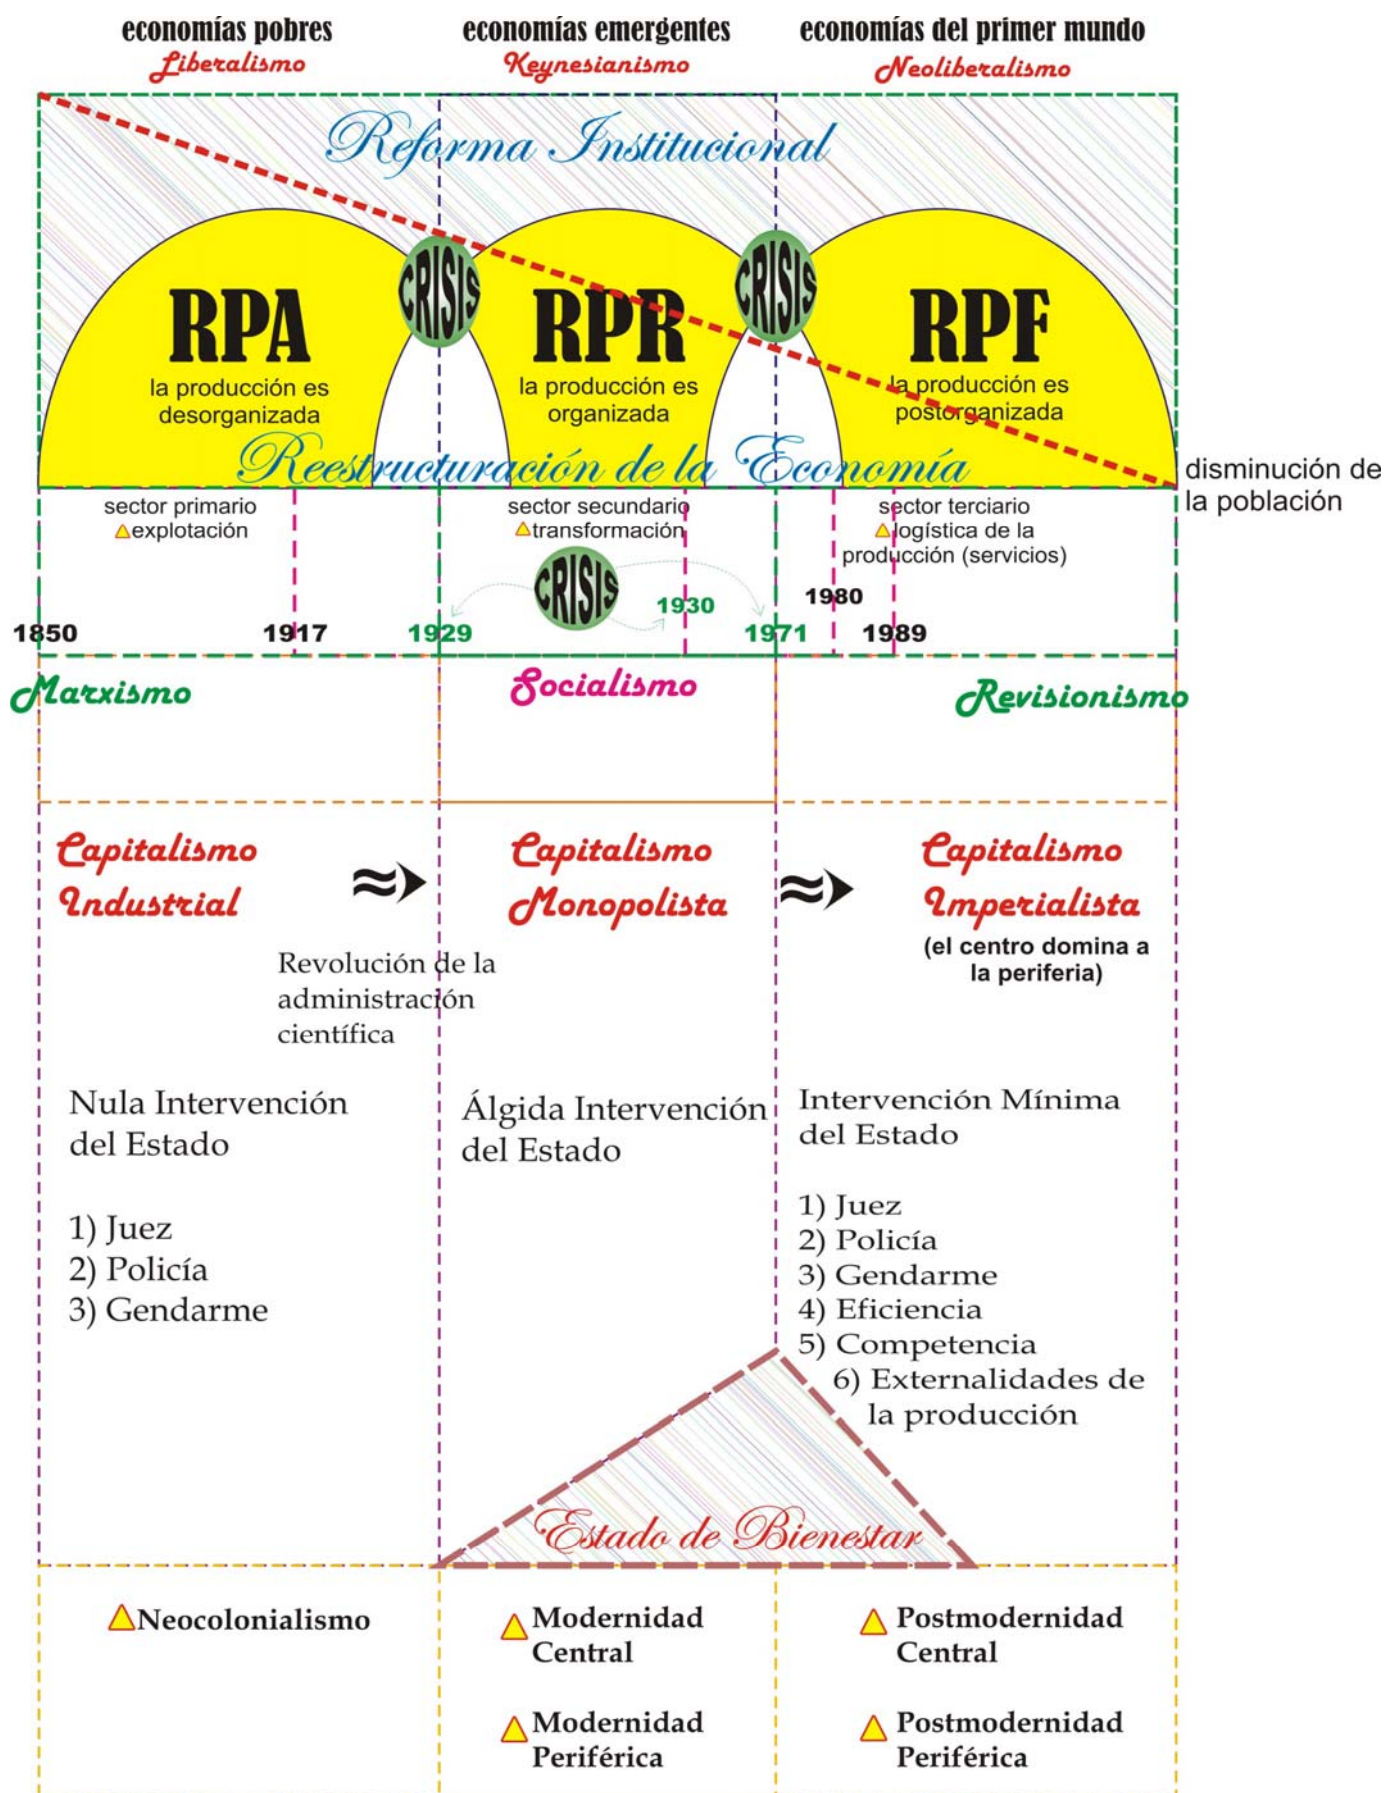 economías pobres
Liberalismo
economías emergentes
Keynesianismo
economías del primer mundo
Neoliberalismo
Reforma Institucional
CRISIS
CRISIS
RPA
la producción es
desorganizada
RPR
la producción es
organizada
RPF
la producción es
postorganizada
Reestructuración de la Economía
disminución de
la población
sector primario
explotación
sector secundario
transformación
sector terciario
logística de la
producción (servicios)
CRISIS
1850
1917
1929
1930
1971
1980
1989
Marxismo
Socialismo
Revisionismo
Capitalismo
Industrial
Capitalismo
Monopolista
Capitalismo
Imperialista
(el centro domina a
la periferia)
Revolución de la
administración
científica
Nula Intervención
del Estado
1) Juez
2) Policía
3) Gendarme
Álgida Intervención
del Estado
Intervención Mínima
del Estado
1) Juez
2) Policía
3) Gendarme
4) Eficiencia
5) Competencia
6) Externalidades de
la producción
Estado de Bienestar
Neocolonialismo
Modernidad
Central
Modernidad
Periférica
Postmodernidad
Central
Postmodernidad
Periférica